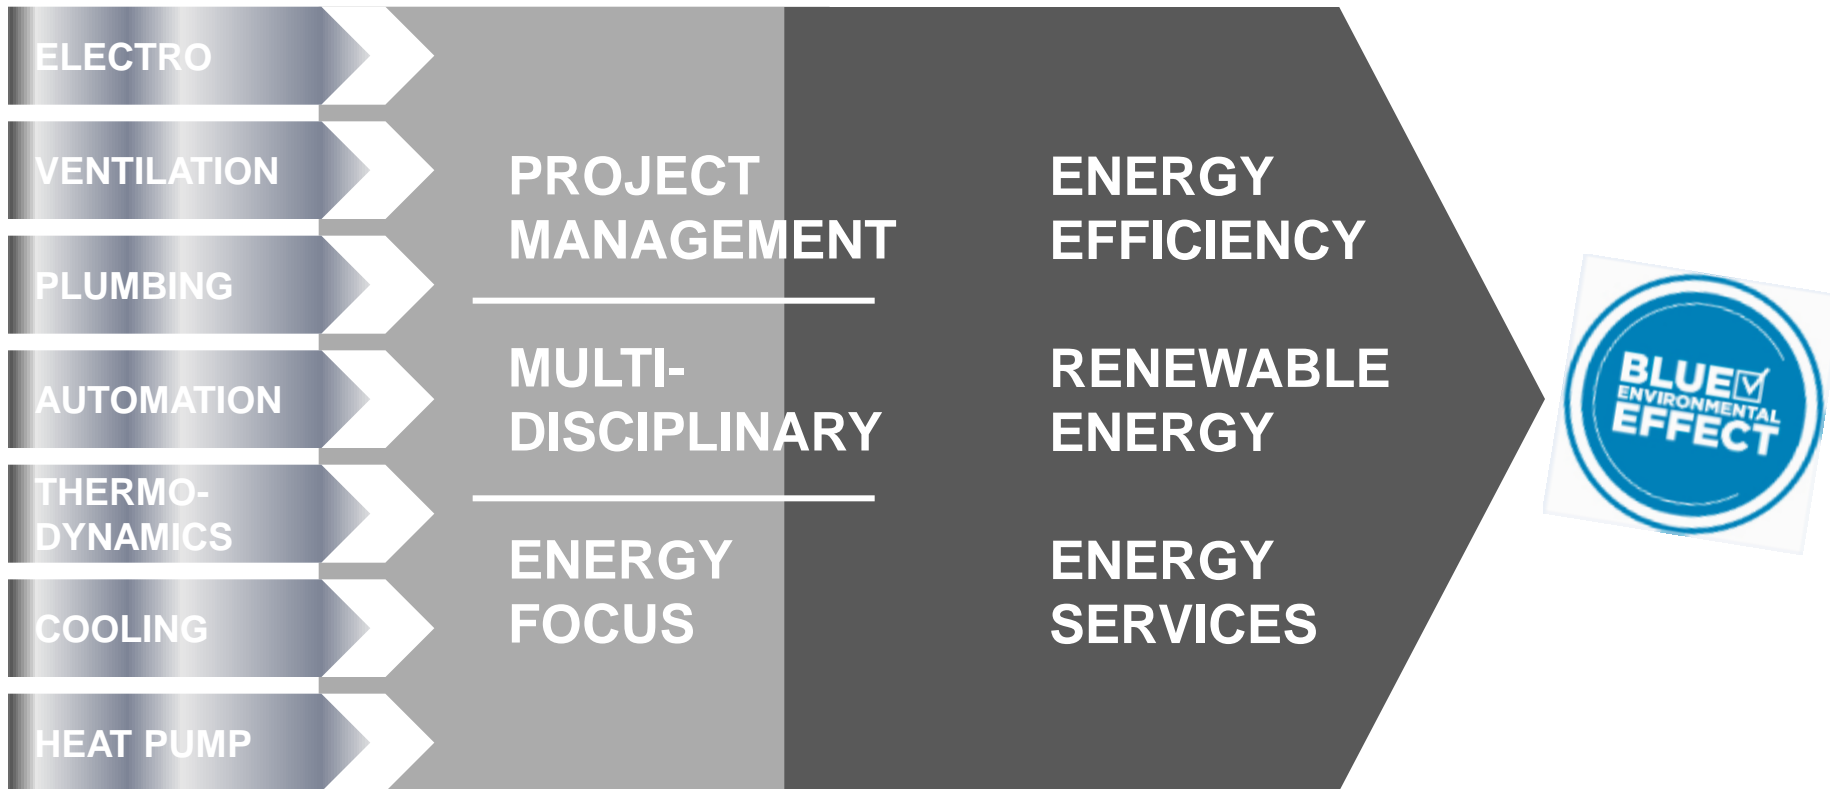 ELECTRO
VENTILATION
PLUMBING
AUTOMATION
THERMO-
DYNAMICS
COOLING
HEAT PUMP
PROJECT
MANAGEMENT
MULTI-
DISCIPLINARY
ENERGY
FOCUS
ENERGY
EFFICIENCY
RENEWABLE
ENERGY
ENERGY
SERVICES
BLUE
ENVIRONMENTAL
EFFECT